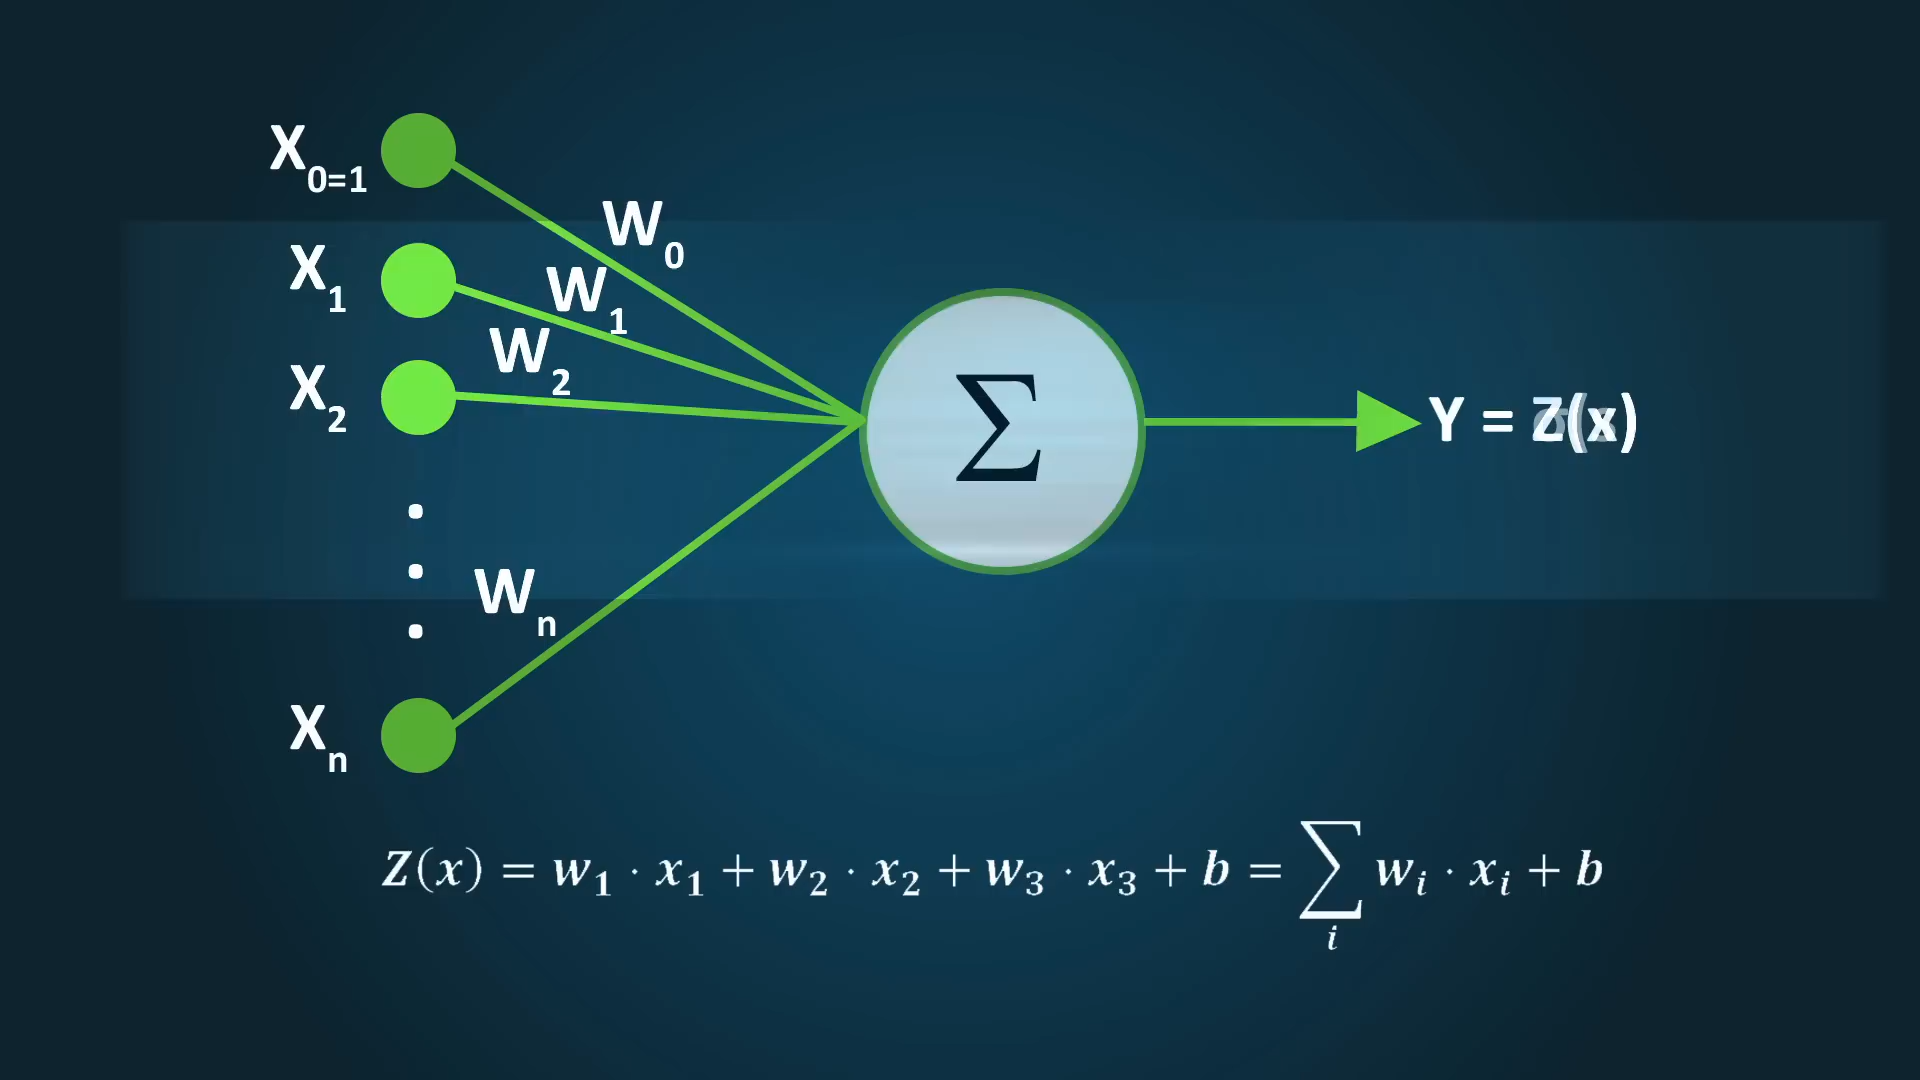 X₀₌₁
W₀
X₁
W₁
X₂
W₂
Σ
Y = Z(x)
Wₙ
Xₙ
Z(x) = w₁ · x₁ + w₂ · x₂ + w₃ · x₃ + b = ∑ᵢ wᵢ · xᵢ + b